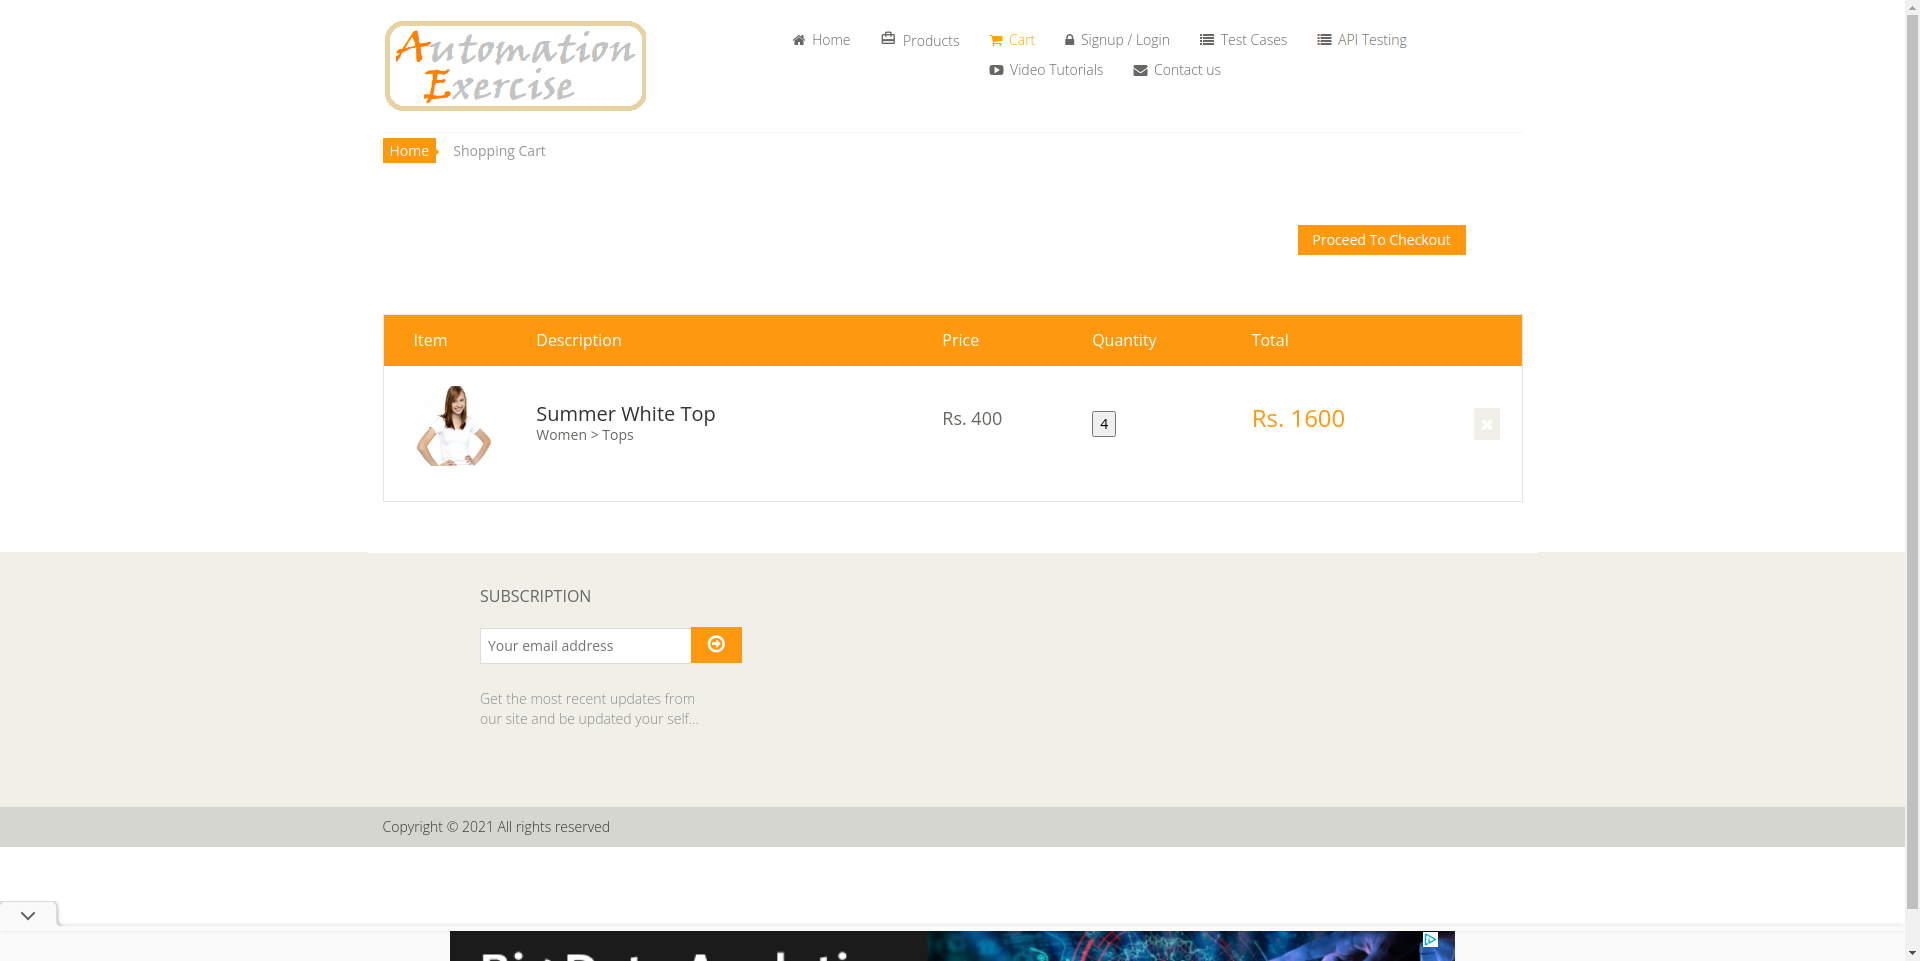 Automation
Exercise
Home
Products
Cart
Signup / Login
Test Cases
API Testing
Video Tutorials
Contact us
Home
Shopping Cart
Proceed To Checkout
Item Description Price Quantity Total
Summer White Top
Women > Tops
Rs. 400
4
Rs. 1600
SUBSCRIPTION
Your email address
Get the most recent updates from
our site and be updated your self...
Copyright © 2021 All rights reserved